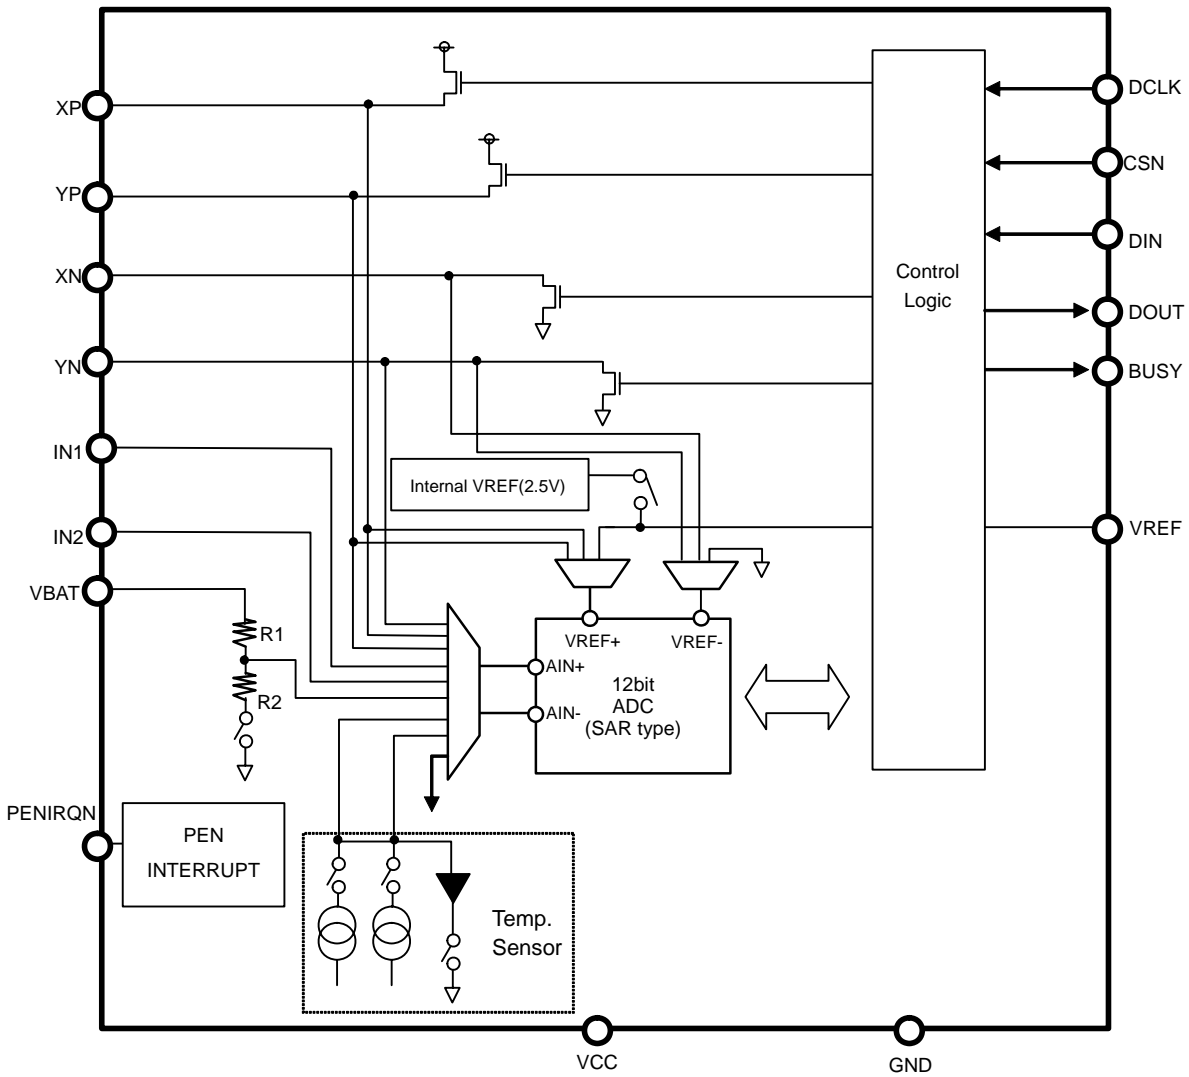 XP
DCLK
YP
CSN
XN
DIN
Control
Logic
DOUT
YN
BUSY
IN1
Internal VREF(2.5V)
IN2
VREF
VBAT
R1
VREF+
VREF-
AIN+
12bit
R2
ADC
AIN-
(SAR type)
PENIRQN
PEN
INTERRUPT
Temp.
Sensor
VCC
GND